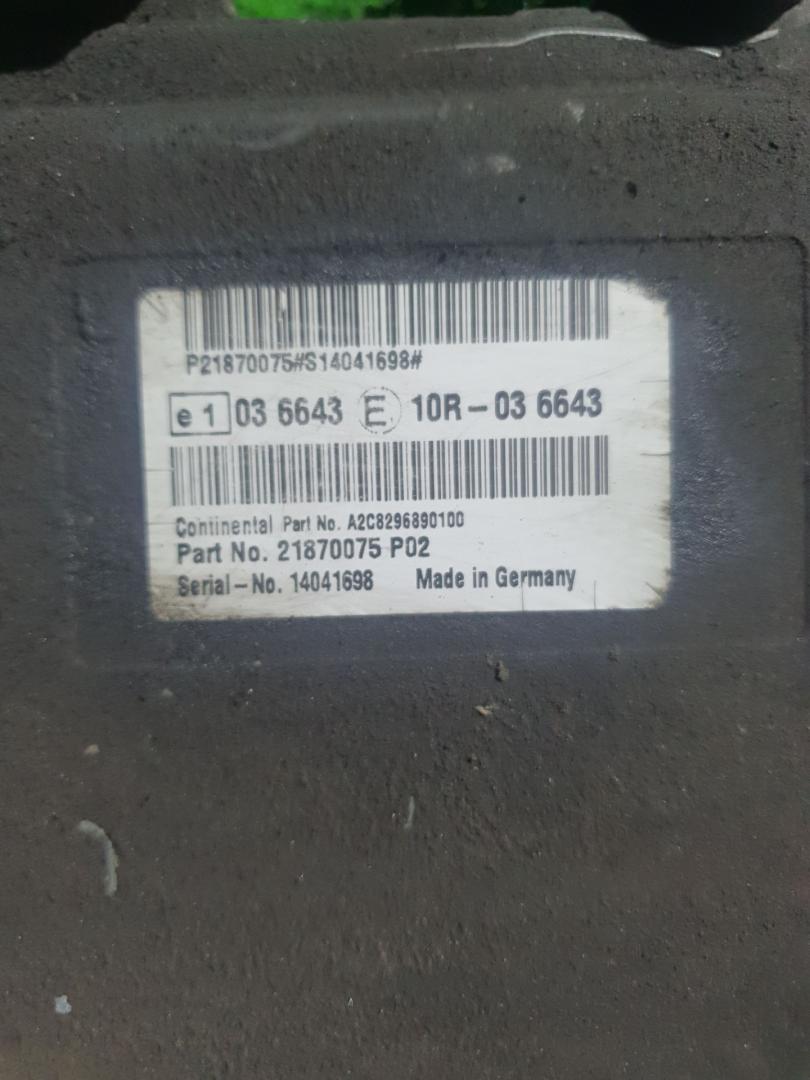 P21870075#S14041698#
e 1 03 6643 E 10R-03 6643
Continental Part No. A2C8296890100
Part No. 21870075 P02
Serial-No. 14041698 Made in Germany